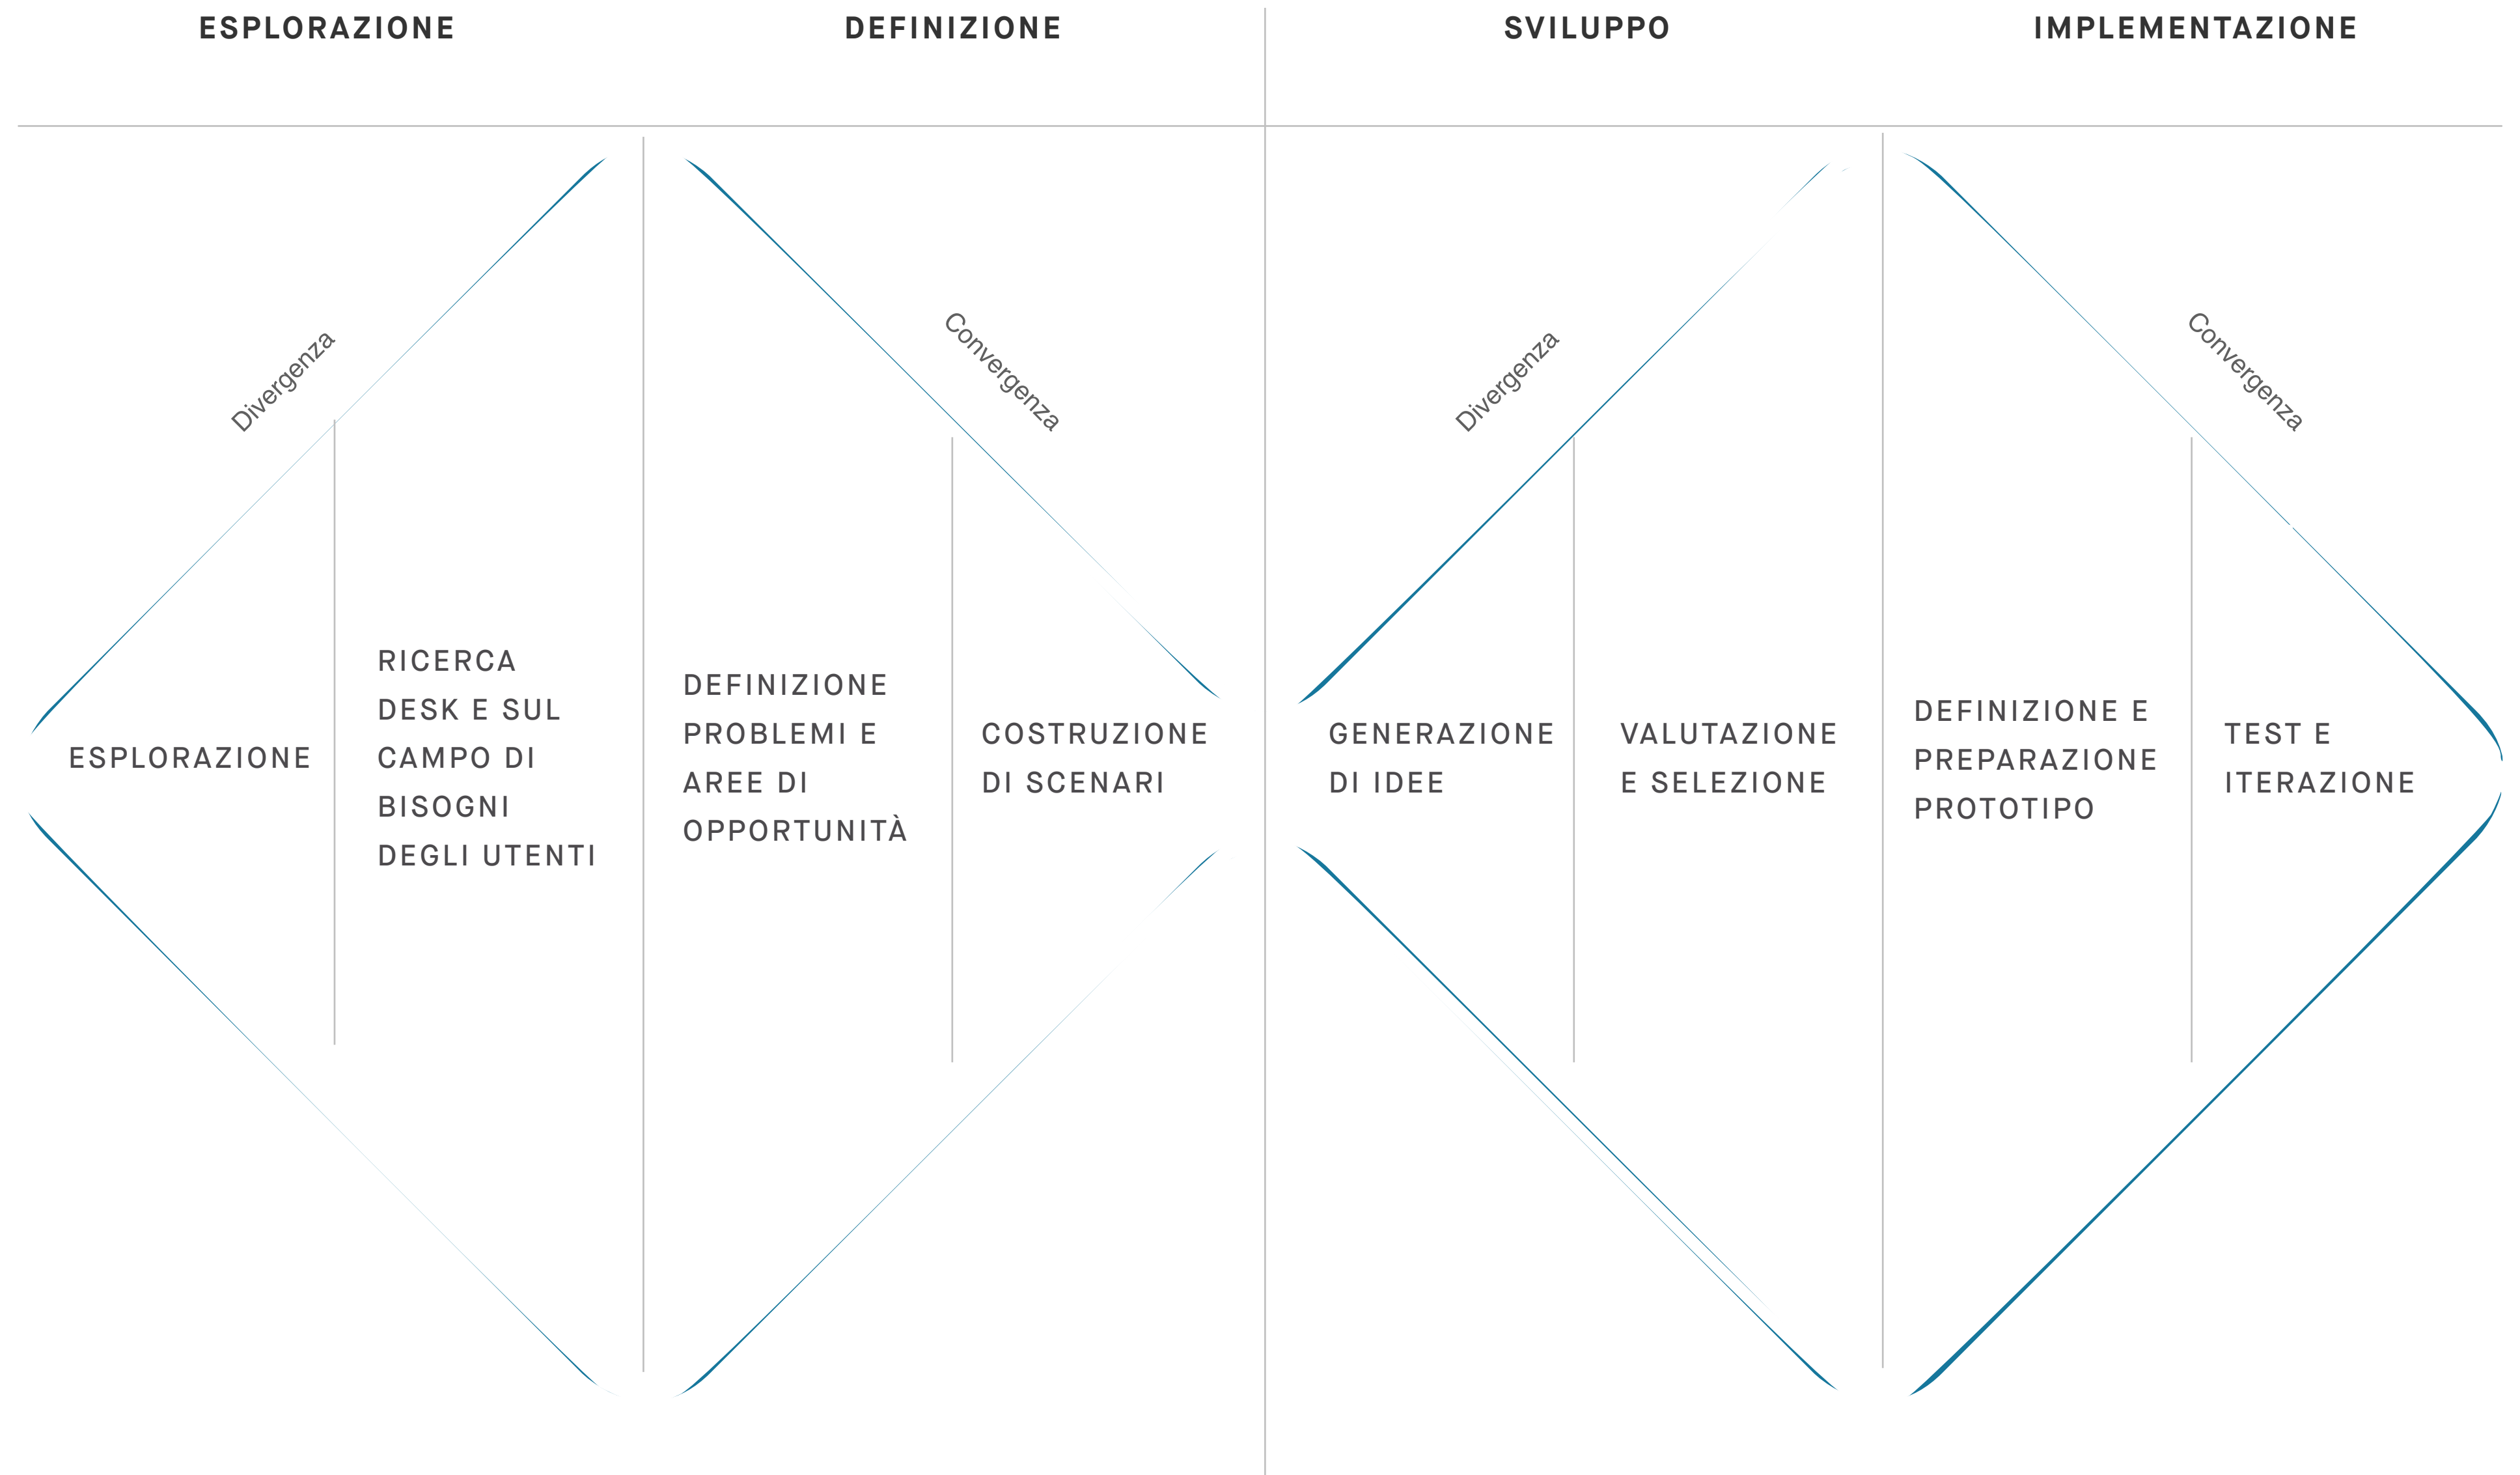 ESPLORAZIONE
DEFINIZIONE
SVILUPPO
IMPLEMENTAZIONE
Divergenza
Convergenza
Divergenza
Convergenza
ESPLORAZIONE
RICERCA
DESK E SUL
CAMPO DI
BISOGNI
DEGLI UTENTI
DEFINIZIONE
PROBLEMI E
AREE DI
OPPORTUNITÀ
COSTRUZIONE
DI SCENARI
GENERAZIONE
DI IDEE
VALUTAZIONE
E SELEZIONE
DEFINIZIONE E
PREPARAZIONE
PROTOTIPO
TEST E
ITERAZIONE